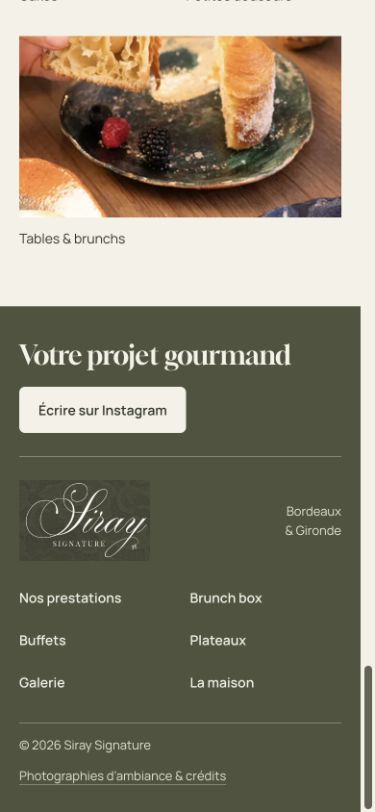 Tables & brunchs
Votre projet gourmand
Écrire sur Instagram
Siray
SIGNATURE
Bordeaux
& Gironde
Nos prestations
Brunch box
Buffets
Plateaux
Galerie
La maison
© 2026 Siray Signature
Photographies d'ambiance & crédits